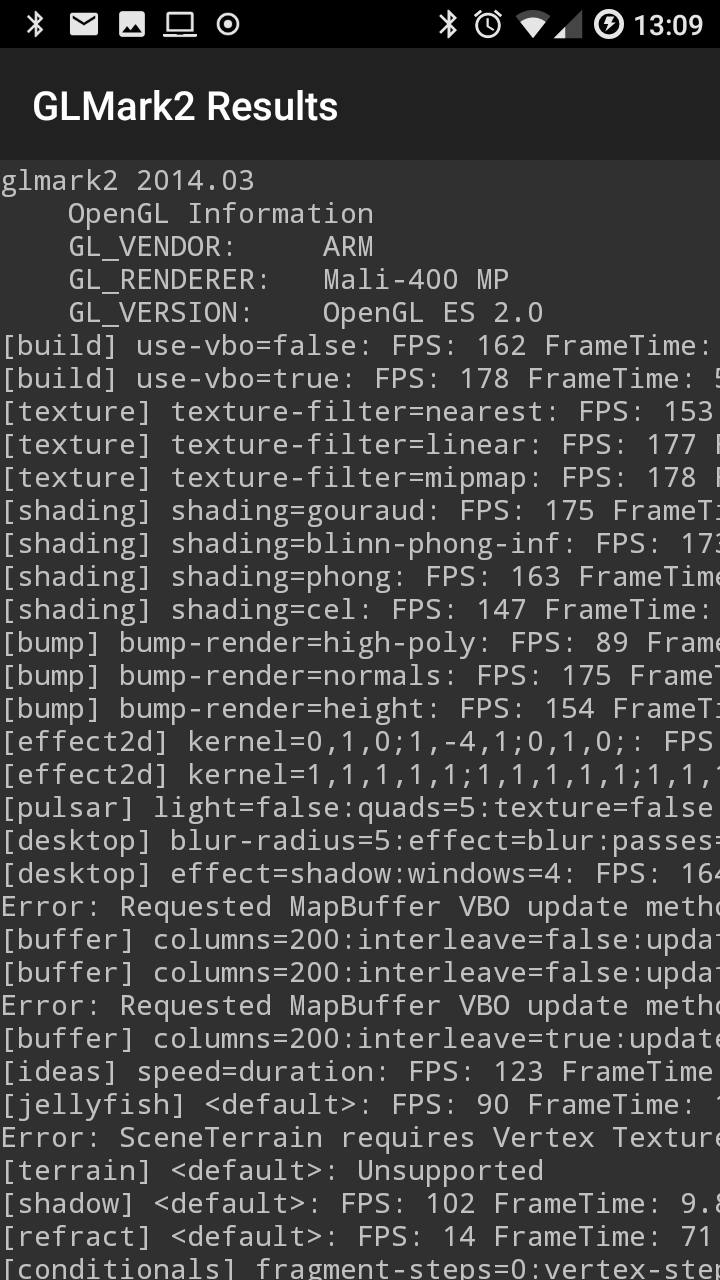 13:09
GLMark2 Results
glmark2 2014.03
OpenGL Information
GL_VENDOR: ARM
GL_RENDERER: Mali-400 MP
GL_VERSION: OpenGL ES 2.0
[build] use-vbo=false: FPS: 162 FrameTime:
[build] use-vbo=true: FPS: 178 FrameTime: 5
[texture] texture-filter=nearest: FPS: 153
[texture] texture-filter=linear: FPS: 177 F
[texture] texture-filter=mipmap: FPS: 178 F
[shading] shading=gouraud: FPS: 175 FrameTi
[shading] shading=blinn-phong-inf: FPS: 173
[shading] shading=phong: FPS: 163 FrameTime
[shading] shading=cel: FPS: 147 FrameTime:
[bump] bump-render=high-poly: FPS: 89 Frame
[bump] bump-render=normals: FPS: 175 FrameT
[bump] bump-render=height: FPS: 154 FrameTi
[effect2d] kernel=0,1,0;1,-4,1;0,1,0;: FPS
[effect2d] kernel=1,1,1,1,1;1,1,1,1,1;1,1,1
[pulsar] light=false:quads=5:texture=false
[desktop] blur-radius=5:effect=blur:passes=
[desktop] effect=shadow:windows=4: FPS: 164
Error: Requested MapBuffer VBO update metho
[buffer] columns=200:interleave=false:updat
[buffer] columns=200:interleave=false:updat
Error: Requested MapBuffer VBO update metho
[buffer] columns=200:interleave=true:update
[ideas] speed=duration: FPS: 123 FrameTime
[jellyfish] <default>: FPS: 90 FrameTime: 1
Error: SceneTerrain requires Vertex Texture
[terrain] <default>: Unsupported
[shadow] <default>: FPS: 102 FrameTime: 9.8
[refract] <default>: FPS: 14 FrameTime: 71
[conditionals] fragment-steps=0:vertex-step